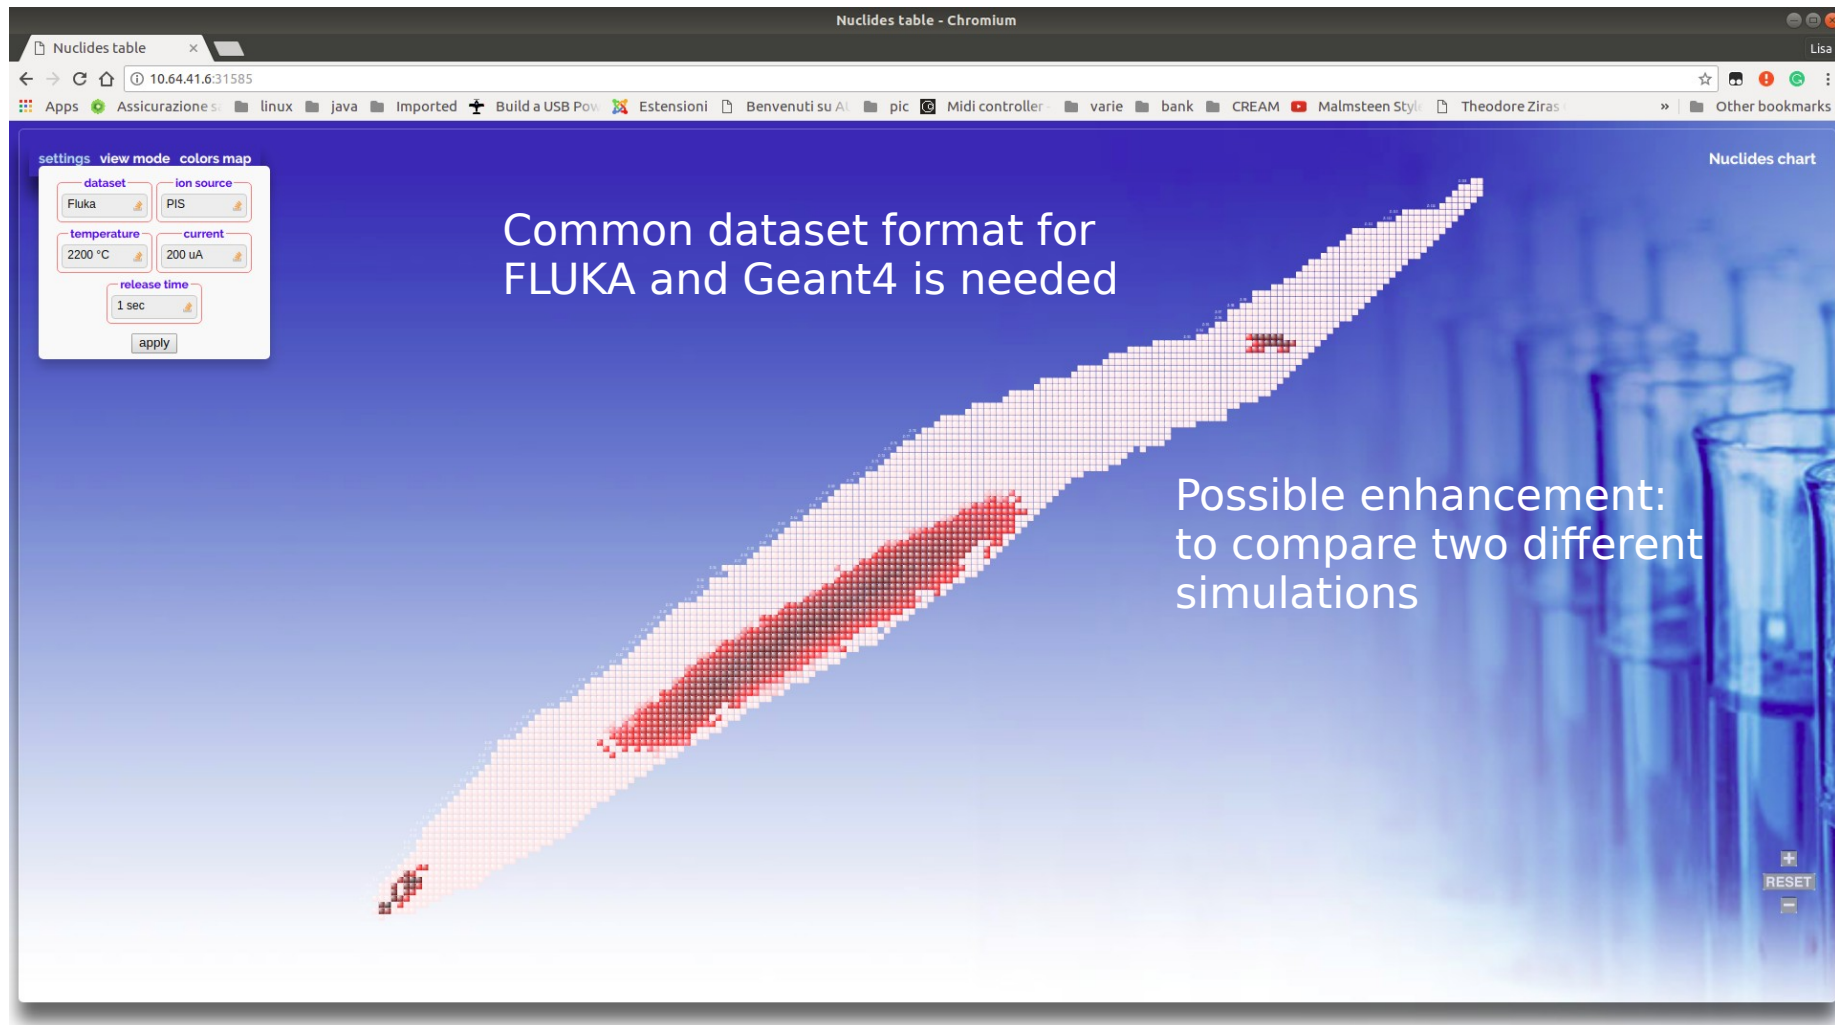 Nuclides table - Chromium
Nuclides table
Lisa
10.64.41.6:31585
Apps
Assicurazione
linux
java
Imported
Build a USB Pow
Estensioni
Benvenuti su
pic
Midi controller
varie
bank
CREAM
Malmsteen Style
Theodore Ziras
»
Other bookmarks
settings view mode colors map
Nuclides chart
dataset ion source
Fluka PIS
temperature current
2200 °C 200 uA
release time
1 sec
apply
Common dataset format for
FLUKA and Geant4 is needed
Possible enhancement:
to compare two different
simulations
+
RESET
−